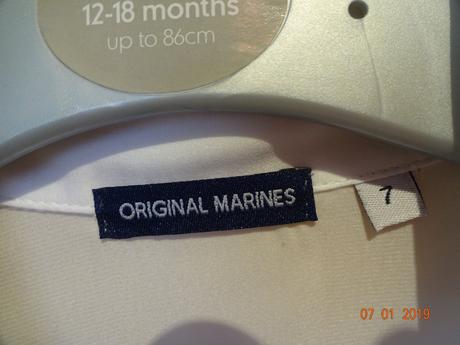 12-18 months
up to 86cm
ORIGINAL MARINES
7
07 01 2019